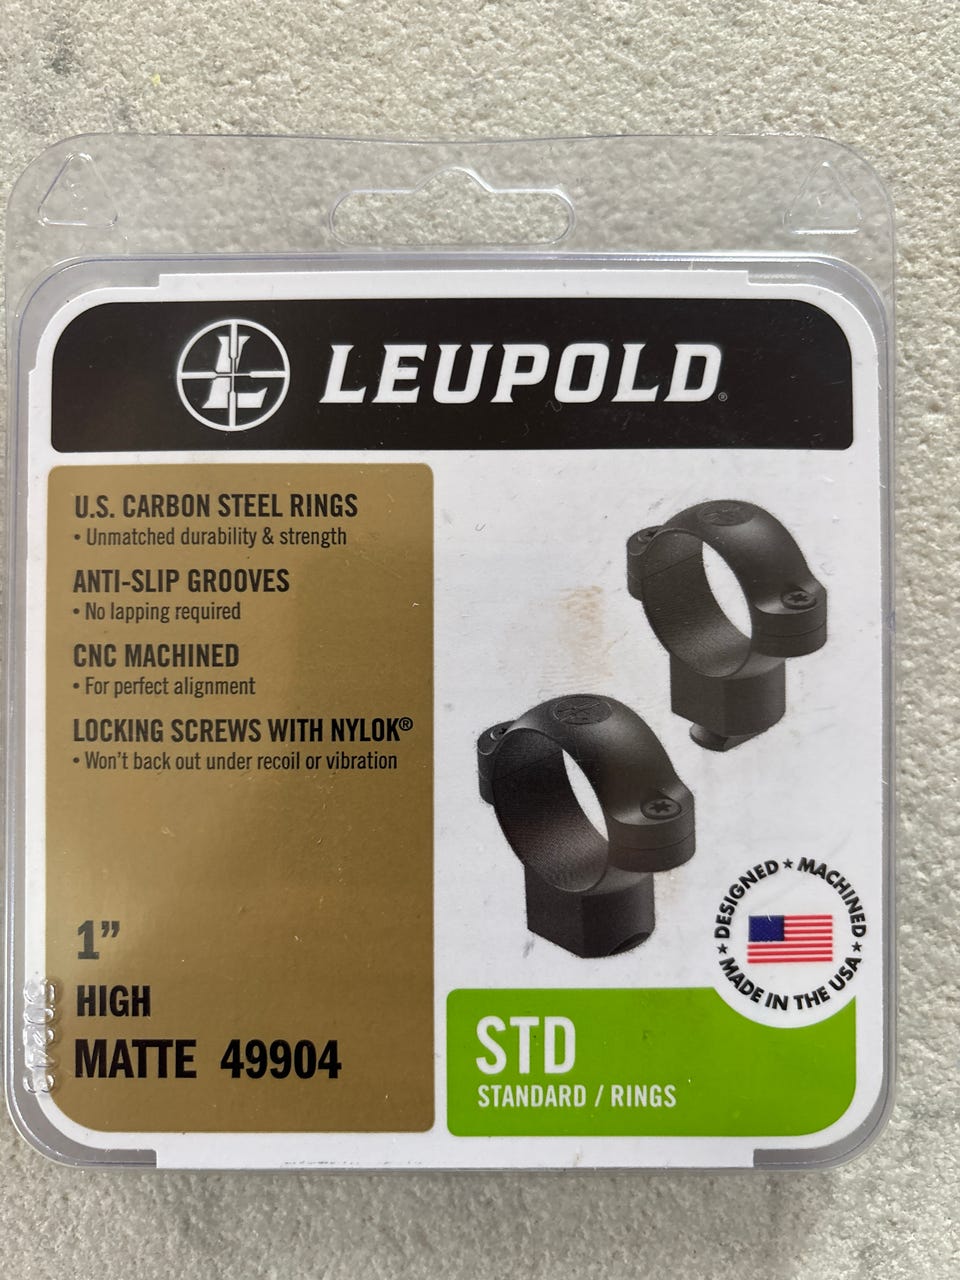 LEUPOLD®
U.S. CARBON STEEL RINGS
• Unmatched durability & strength
ANTI-SLIP GROOVES
• No lapping required
CNC MACHINED
• For perfect alignment
LOCKING SCREWS WITH NYLOK®
• Won't back out under recoil or vibration
1”
HIGH
MATTE 49904
DESIGNED ★ MACHINED ★ MADE IN THE USA ★
STD
STANDARD / RINGS